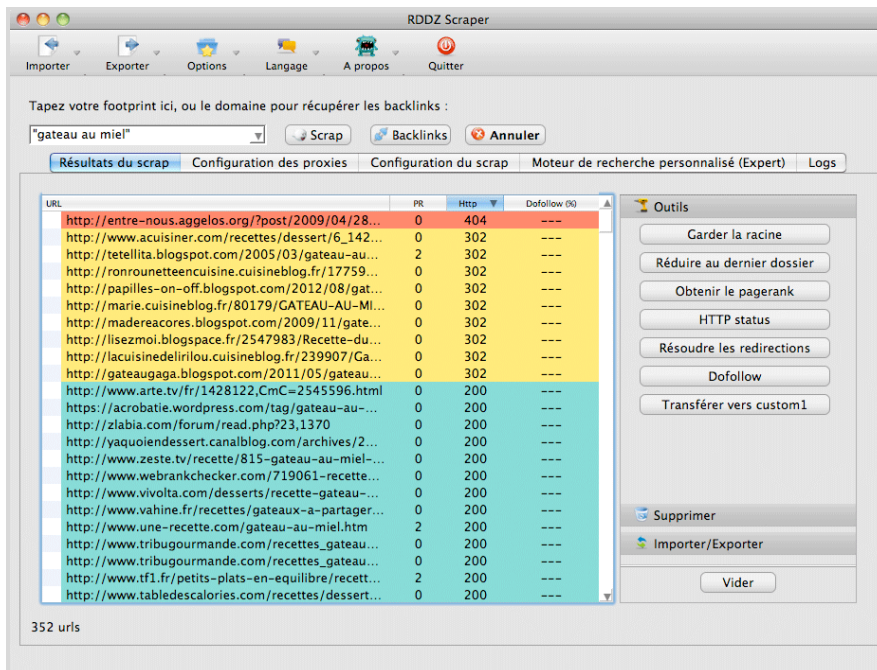 RDDZ Scraper
Importer Exporter Options Langage A propos Quitter
Tapez votre footprint ici, ou le domaine pour récupérer les backlinks :
"gateau au miel" Scrap Backlinks Annuler
Résultats du scrap Configuration des proxies Configuration du scrap Moteur de recherche personnalisé (Expert) Logs
URL PR Http Dofollow (%)
http://entre-nous.aggelos.org/?post/2009/04/28... 0 404 ---
http://www.acuisiner.com/recettes/dessert/6_142... 0 302 ---
http://tetellita.blogspot.com/2005/03/gateau-au... 2 302 ---
http://ronrounetteencuisine.cuisineblog.fr/17759... 0 302 ---
http://papilles-on-off.blogspot.com/2012/08/gat... 0 302 ---
http://marie.cuisineblog.fr/80179/GATEAU-AU-MI... 0 302 ---
http://madereacores.blogspot.com/2009/11/gate... 0 302 ---
http://lisezmoi.blogspace.fr/2547983/Recette-du... 0 302 ---
http://lacuisinedelirilou.cuisineblog.fr/239907/Ga... 0 302 ---
http://gateaugaga.blogspot.com/2011/05/gateau... 0 302 ---
http://www.arte.tv/fr/1428122,CmC=2545596.html 0 200 ---
https://acrobatie.wordpress.com/tag/gateau-au-... 0 200 ---
http://zlabia.com/forum/read.php?23,1370 0 200 ---
http://yaquoiendessert.canalblog.com/archives/2... 0 200 ---
http://www.zeste.tv/recette/815-gateau-au-miel-... 0 200 ---
http://www.webrankchecker.com/719061-recette... 0 200 ---
http://www.vivolta.com/desserts/recette-gateau-... 0 200 ---
http://www.vahine.fr/recettes/gateaux-a-partager... 0 200 ---
http://www.une-recette.com/gateau-au-miel.htm 2 200 ---
http://www.tribugourmande.com/recettes_gateau... 0 200 ---
http://www.tribugourmande.com/recettes_gateau... 0 200 ---
http://www.tf1.fr/petits-plats-en-equilibre/recett... 2 200 ---
http://www.tabledescalories.com/recettes/dessert... 0 200 ---
Outils
Garder la racine
Réduire au dernier dossier
Obtenir le pagerank
HTTP status
Résoudre les redirections
Dofollow
Transférer vers custom1
Supprimer
Importer/Exporter
Vider
352 urls